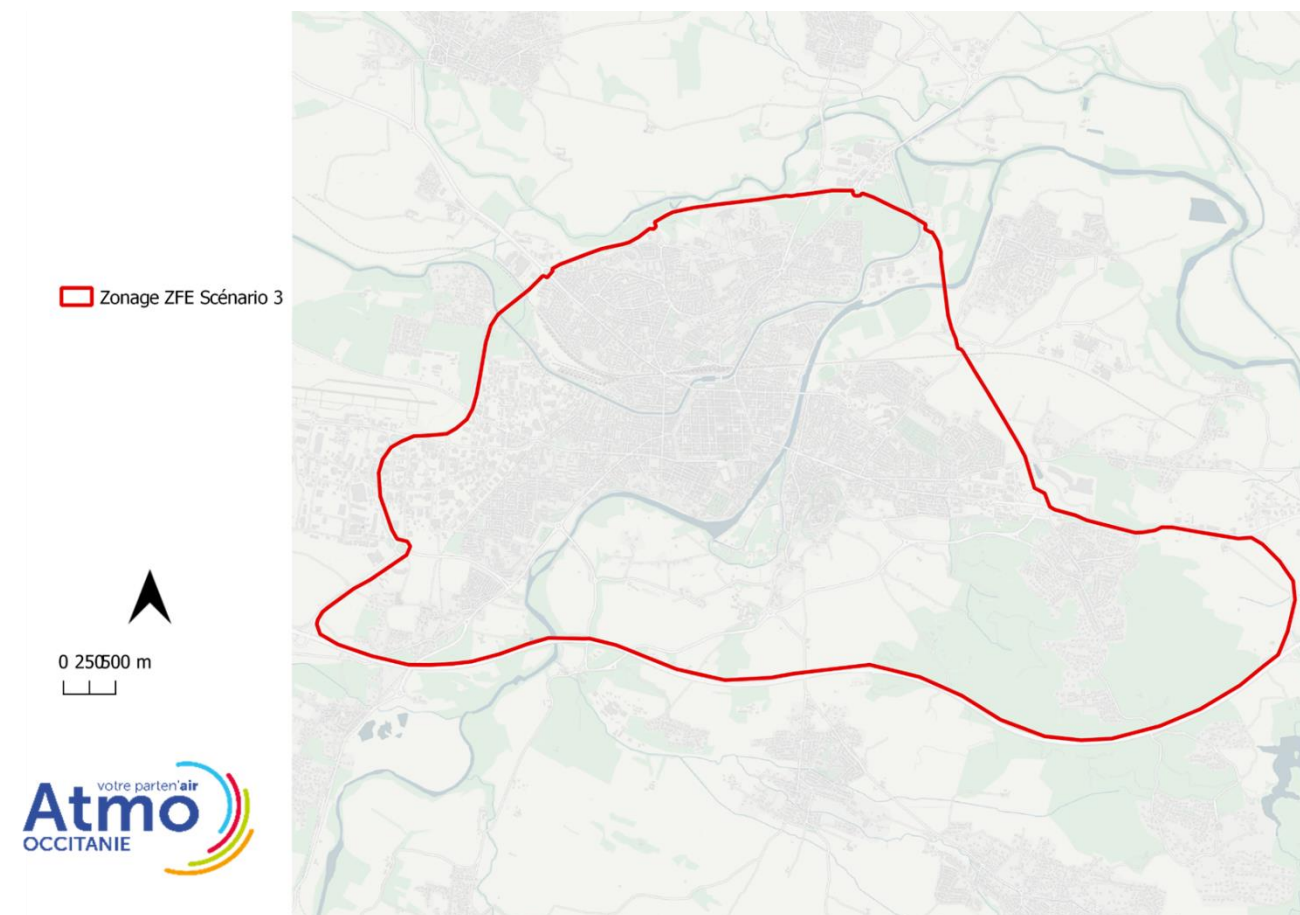 Zonage ZFE Scénario 3
0 250500 m
votre parten'air
Atmo
OCCITANIE